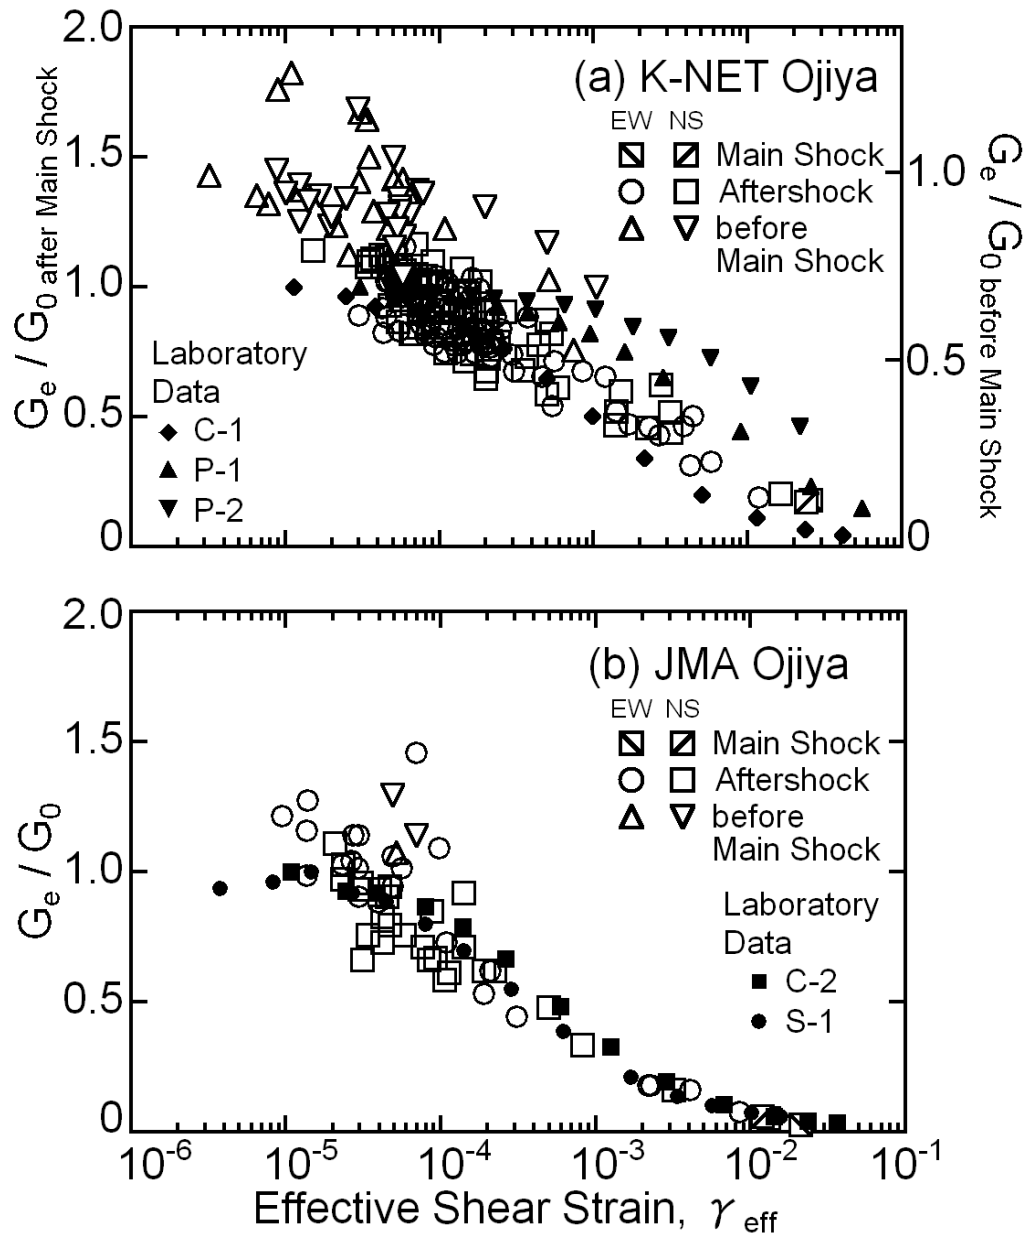 2.0
1.5
1.0
0.5
0
Ge / G0 after Main Shock
(a) K-NET Ojiya
EW NS
Main Shock
Aftershock
before
Main Shock
Laboratory
Data
C-1
P-1
P-2
1.0
0.5
0
Ge / G0 before Main Shock
2.0
1.5
1.0
0.5
0
Ge / G0
(b) JMA Ojiya
EW NS
Main Shock
Aftershock
before
Main Shock
Laboratory
Data
C-2
S-1
10-6 10-5 10-4 10-3 10-2 10-1
Effective Shear Strain, γ eff